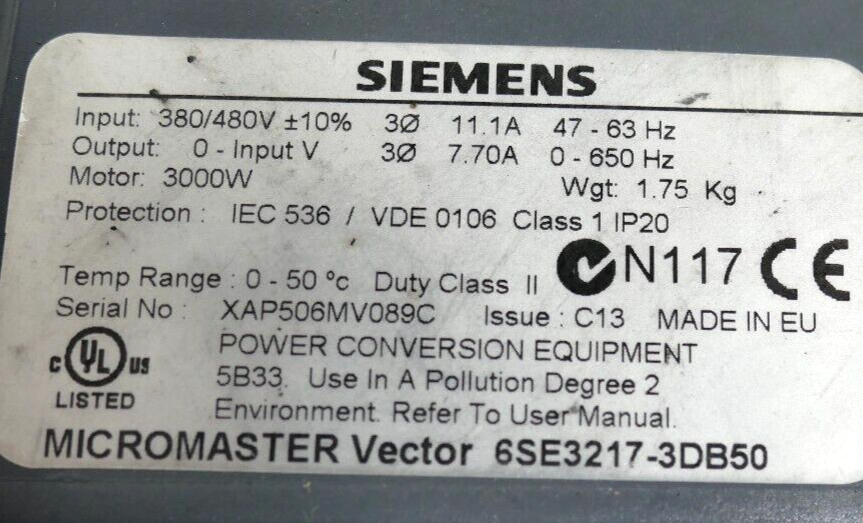 SIEMENS
Input: 380/480V ±10% 3Ø 11.1A 47 - 63 Hz
Output: 0 - Input V 3Ø 7.70A 0 - 650 Hz
Motor: 3000W Wgt: 1.75 Kg
Protection : IEC 536 / VDE 0106 Class 1 IP20
N117 CE
Temp Range : 0 - 50 ºc Duty Class II
Serial No : XAP506MV089C Issue : C13 MADE IN EU
POWER CONVERSION EQUIPMENT
c UL US
5B33. Use In A Pollution Degree 2
LISTED
Environment. Refer To User Manual.
MICROMASTER Vector 6SE3217-3DB50